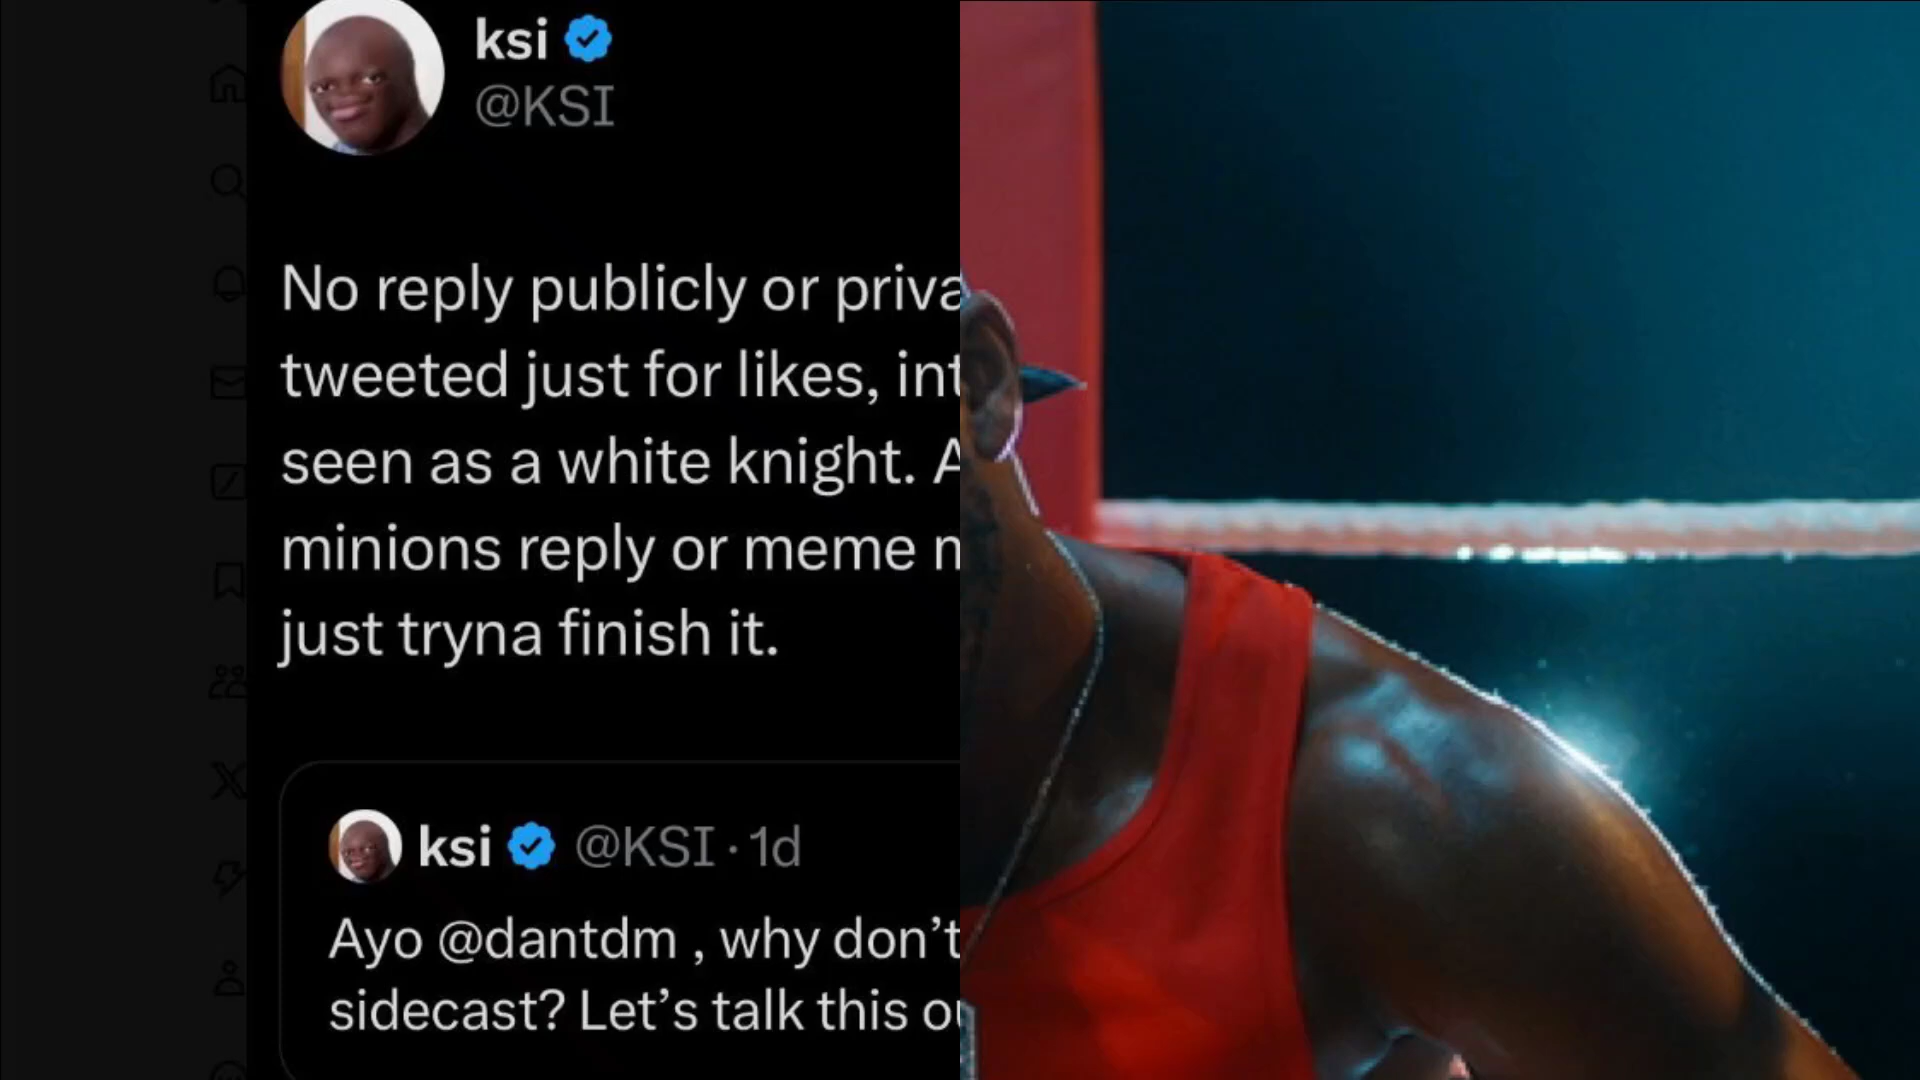 ksi
@KSI
No reply publicly or priva
tweeted just for likes, int
seen as a white knight. A
minions reply or meme m
just tryna finish it.
ksi @KSI · 1d
Ayo @dantdm , why don’t
sidecast? Let’s talk this ou